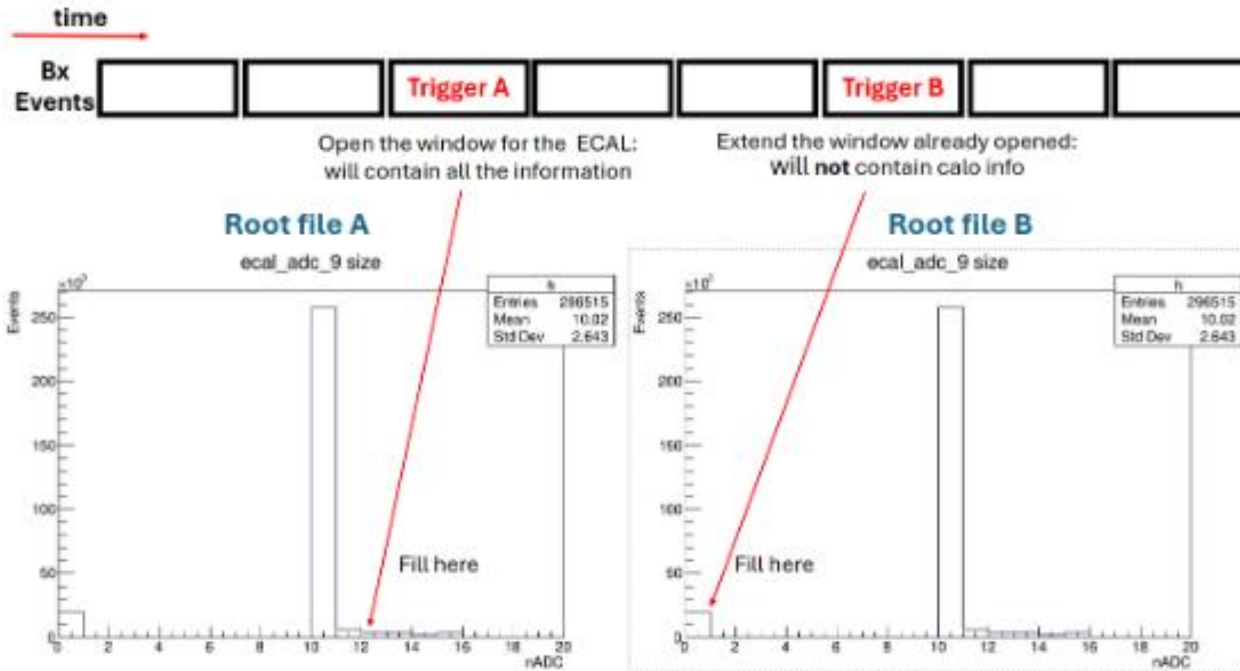 time
Bx
Events
Trigger A
Trigger B
Open the window for the ECAL:
will contain all the information
Extend the window already opened:
will not contain calo info
Root file A
ecal_adc_9 size
×10³
Events
250
200
150
100
50
0
0 2 4 6 8 10 12 14 16 18 20
nADC
h
Entries 296515
Mean 10.02
Std Dev 2.643
Fill here
Root file B
ecal_adc_9 size
×10³
Events
250
200
150
100
50
0
0 2 4 6 8 10 12 14 16 18 20
nADC
h
Entries 296515
Mean 10.02
Std Dev 2.643
Fill here